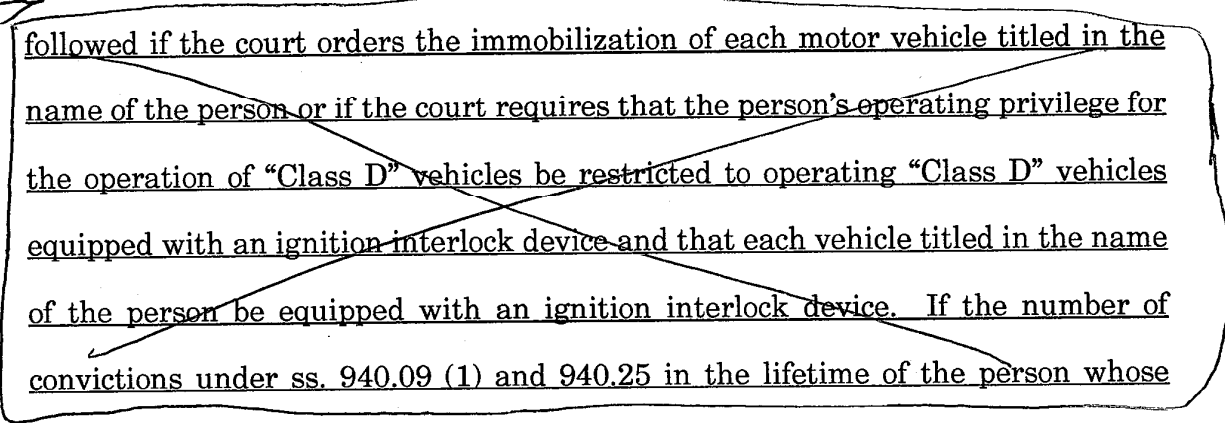 followed if the court orders the immobilization of each motor vehicle titled in the
name of the person or if the court requires that the person's operating privilege for
the operation of “Class D” vehicles be restricted to operating “Class D” vehicles
equipped with an ignition interlock device and that each vehicle titled in the name
of the person be equipped with an ignition interlock device. If the number of
convictions under ss. 940.09 (1) and 940.25 in the lifetime of the person whose